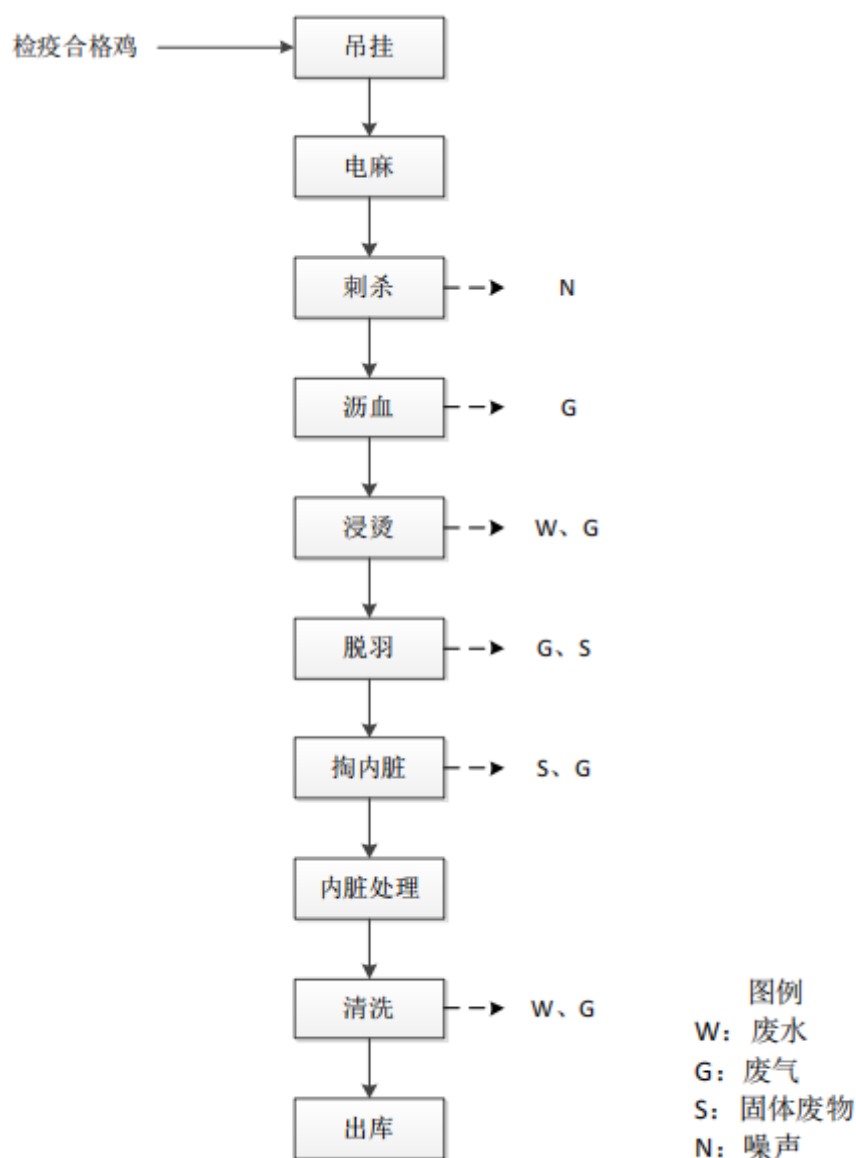 检疫合格鸡
吊挂
电麻
刺杀
N
沥血
G
浸烫
W、G
脱羽
G、S
掏内脏
S、G
内脏处理
清洗
W、G
出库
图例
W：废水
G：废气
S：固体废物
N：噪声